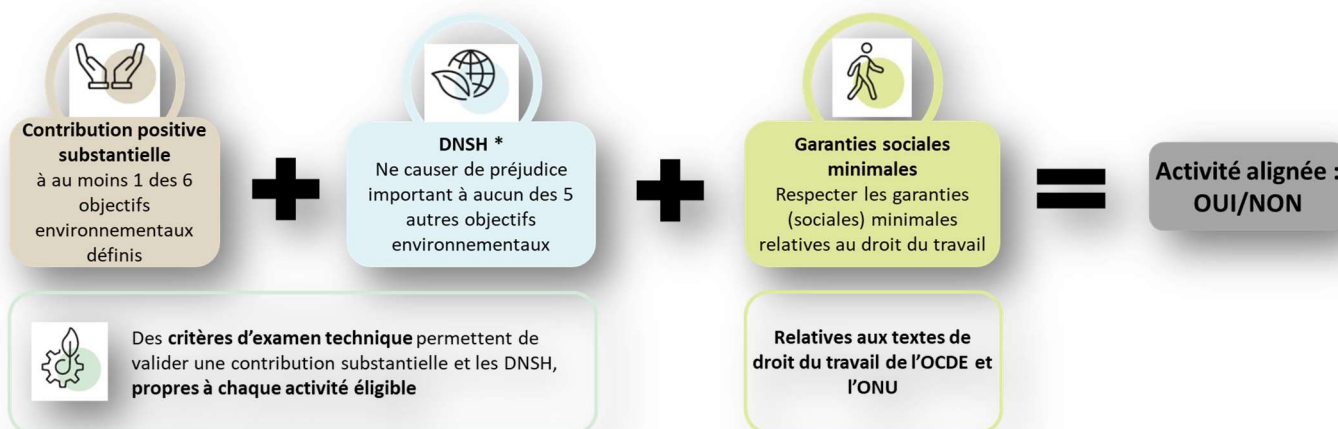 Contribution positive
substantielle
à au moins 1 des 6
objectifs
environnementaux
définis
DNSH *
Ne causer de préjudice
important à aucun des 5
autres objectifs
environnementaux
Garanties sociales
minimales
Respecter les garanties
(sociales) minimales
relatives au droit du travail
Activité alignée :
OUI/NON
Des critères d’examen technique permettent de
valider une contribution substantielle et les DNSH,
propres à chaque activité éligible
Relatives aux textes de
droit du travail de l’OCDE et
l’ONU